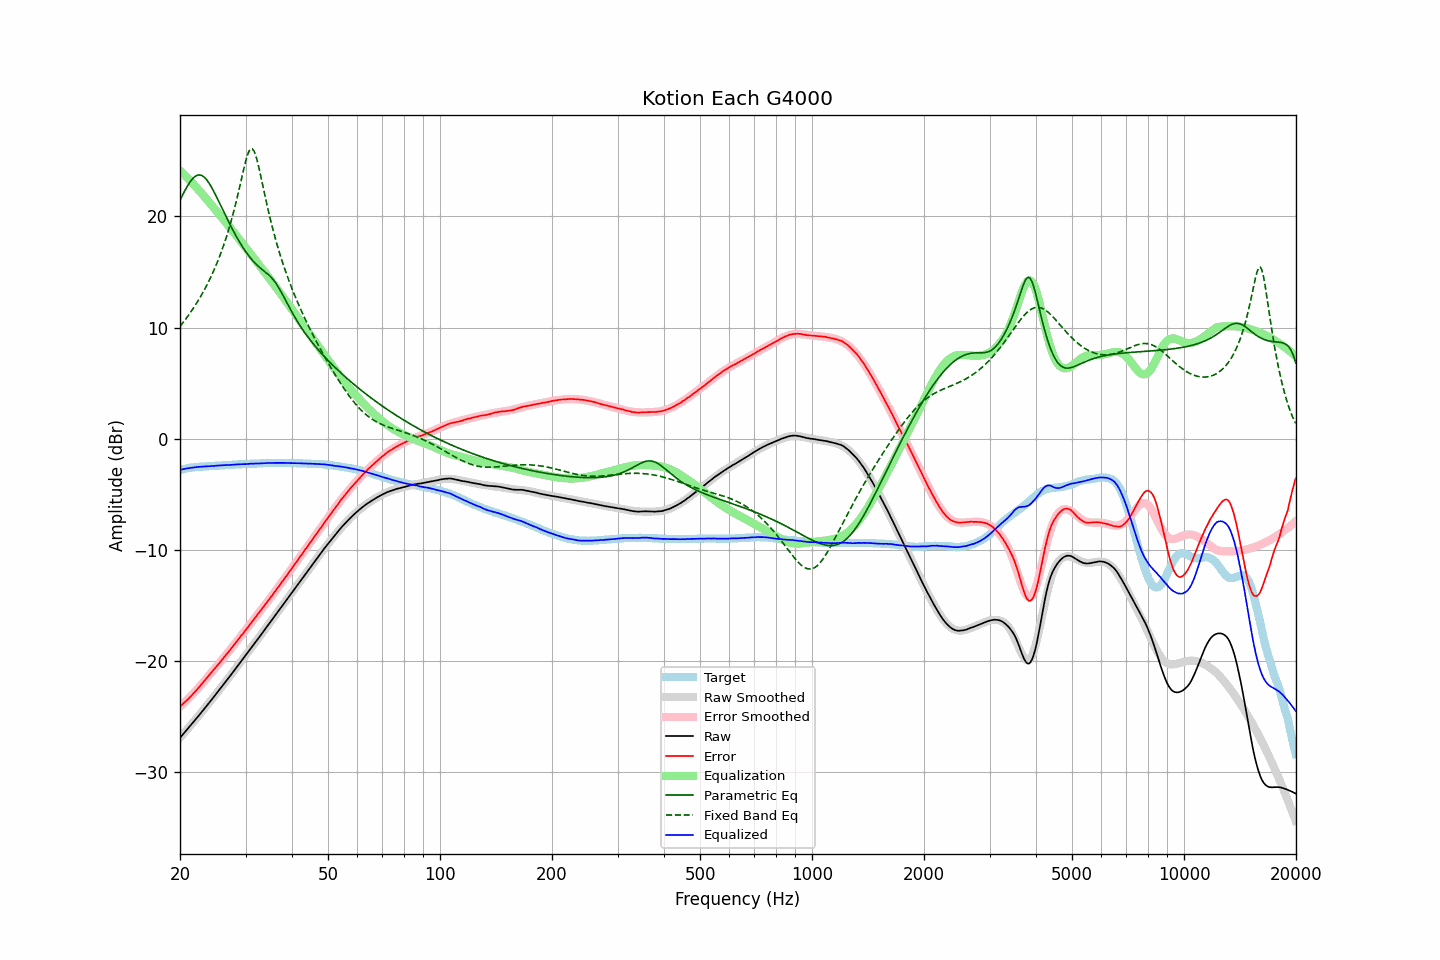 Kotion Each G4000
Amplitude (dBr)
20
10
0
−10
−20
−30
Target
Raw Smoothed
Error Smoothed
Raw
Error
Equalization
Parametric Eq
Fixed Band Eq
Equalized
20 50 100 200 500 1000 2000 5000 10000 20000
Frequency (Hz)